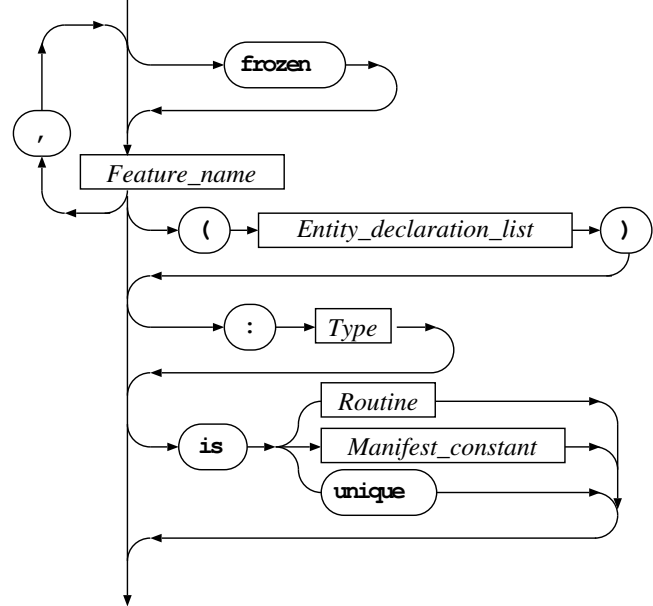 frozen
,
Feature_name
( Entity_declaration_list )
: Type
Routine
is Manifest_constant
unique